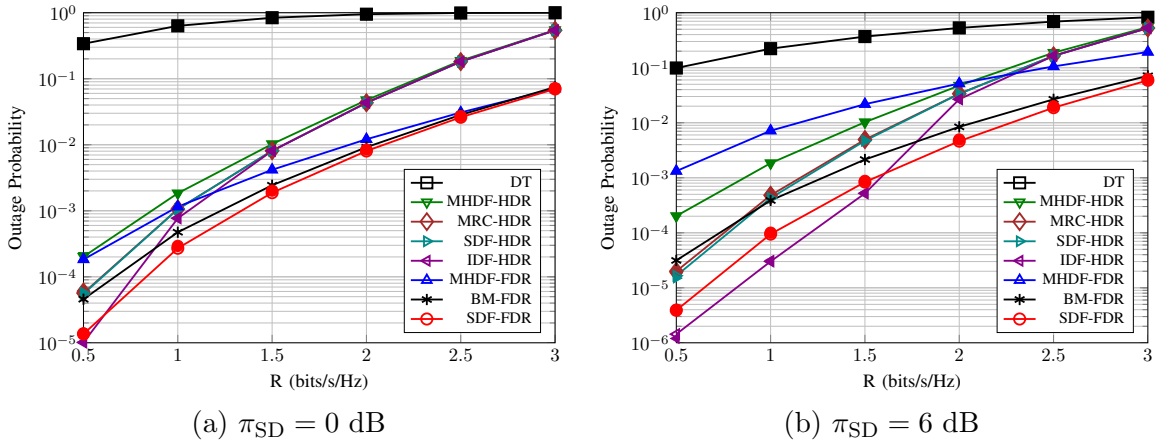 10^0
10^-1
10^-2
10^-3
10^-4
10^-5
Outage Probability
0.5 1 1.5 2 2.5 3
R (bits/s/Hz)
DT
MHDF-HDR
MRC-HDR
SDF-HDR
IDF-HDR
MHDF-FDR
BM-FDR
SDF-FDR
(a) π_SD = 0 dB
10^0
10^-1
10^-2
10^-3
10^-4
10^-5
10^-6
Outage Probability
0.5 1 1.5 2 2.5 3
R (bits/s/Hz)
DT
MHDF-HDR
MRC-HDR
SDF-HDR
IDF-HDR
MHDF-FDR
BM-FDR
SDF-FDR
(b) π_SD = 6 dB